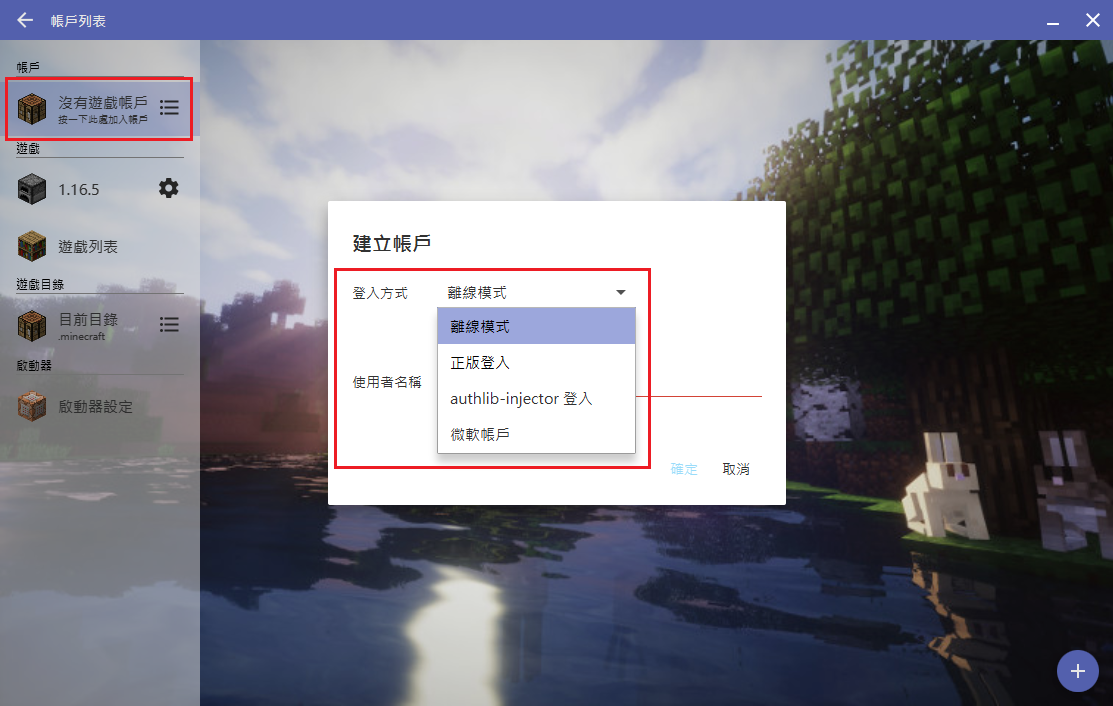 帳戶列表
帳戶
沒有遊戲帳戶
按一下此處加入帳戶
遊戲
1.16.5
遊戲列表
遊戲目錄
目前目錄
.minecraft
啟動器
啟動器設定
建立帳戶
登入方式 離線模式
離線模式
正版登入
使用者名稱
authlib-injector 登入
微軟帳戶
確定 取消